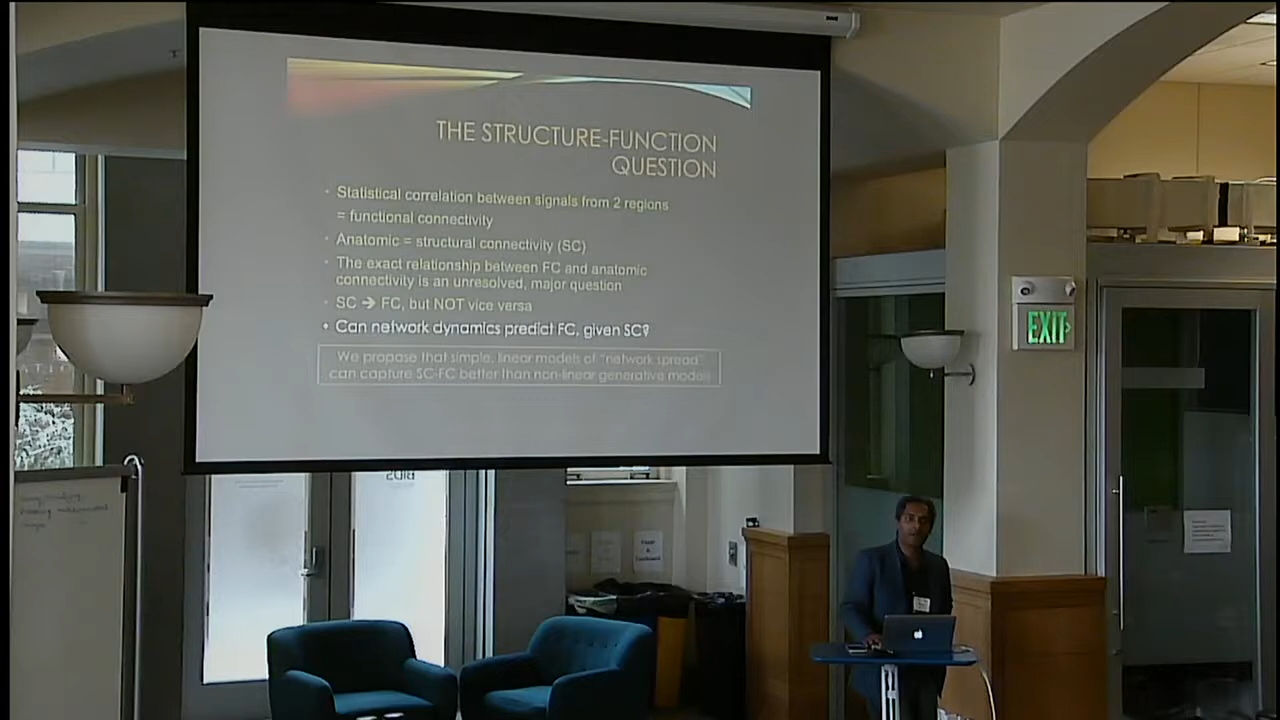 THE STRUCTURE-FUNCTION
QUESTION
Statistical correlation between signals from 2 regions
= functional connectivity
Anatomic = structural connectivity (SC)
The exact relationship between FC and anatomic
connectivity is an unresolved, major question
SC → FC, but NOT vice versa
Can network dynamics predict FC, given SC?
We propose that simple, linear models of "network spread"
can capture SC-FC better than non-linear generative models
EXIT